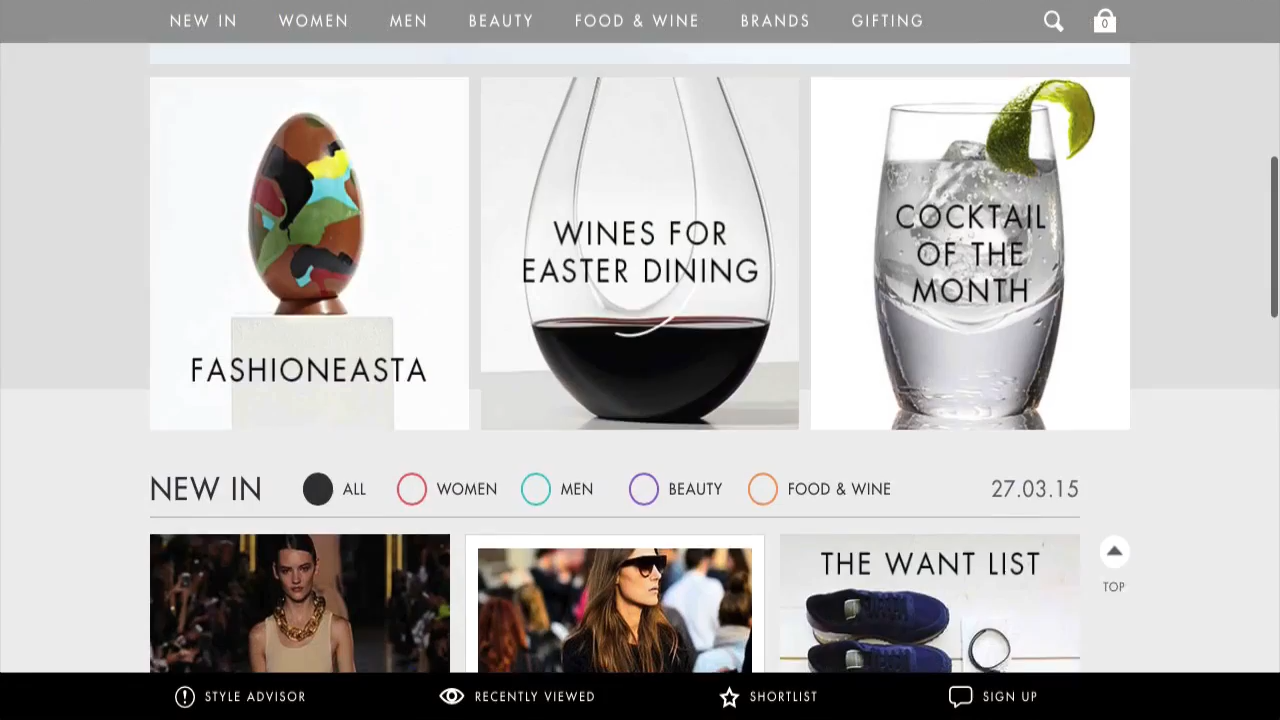 NEW IN WOMEN MEN BEAUTY FOOD & WINE BRANDS GIFTING 0
FASHIONEASTA
WINES FOR
EASTER DINING
COCKTAIL
OF THE
MONTH
NEW IN ALL WOMEN MEN BEAUTY FOOD & WINE 27.03.15
THE WANT LIST
TOP
STYLE ADVISOR RECENTLY VIEWED SHORTLIST SIGN UP